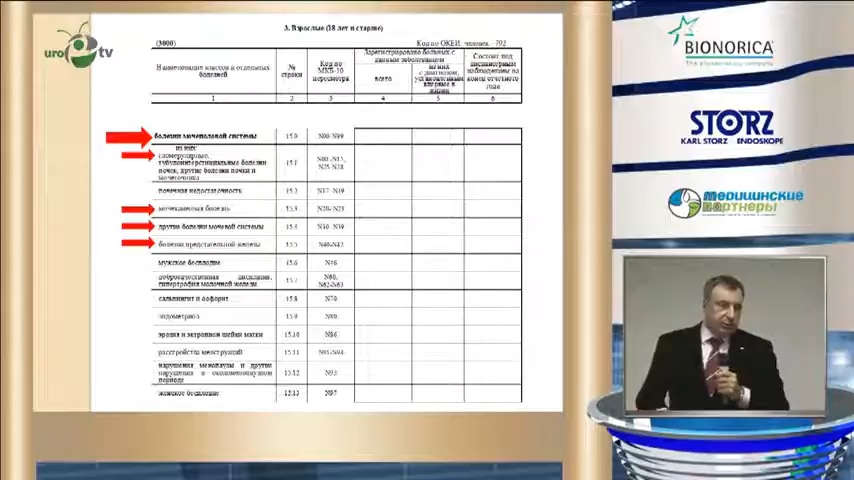 uro tv
3. Взрослые (18 лет и старше)
(3000)
Код по ОКЕИ: человек - 792
Наименование классов и отдельных болезней
№ строки
Код по МКБ-10 пересмотра
Зарегистрировано больных с данным заболеванием
всего
из них: с диагнозом, установленным впервые в жизни
Состоит под диспансерным наблюдением на конец отчетного года
1 2 3 4 5 6
болезни мочеполовой системы 15.0 N00-N99
из них:
гломерулярные,
тубулоинтерстициальные болезни
почек, другие болезни почки и
мочеточника
15.1
почечная недостаточность 15.2 N17-N19
мочекаменная болезнь 15.3
другие болезни мочевой системы 15.4 N30-N39
болезни предстательной железы 15.5 N40-N42
мужское бесплодие 15.6 N46
доброкачественная дисплазия,
гипертрофия молочной железы
15.7 N60, N62-N63
сальпингит и оофорит 15.8 N70
эндометриоз 15.9 N80
эрозия и эктропион шейки матки 15.10 N86
расстройства менструаций 15.11 N91-N94
нарушения менопаузы и другие
нарушения в околоменопаузном
периоде
15.12 N95
женское бесплодие 15.13 N97
BIONORICA
STORZ
KARL STORZ ENDOSKOPE
медицинские
партнеры